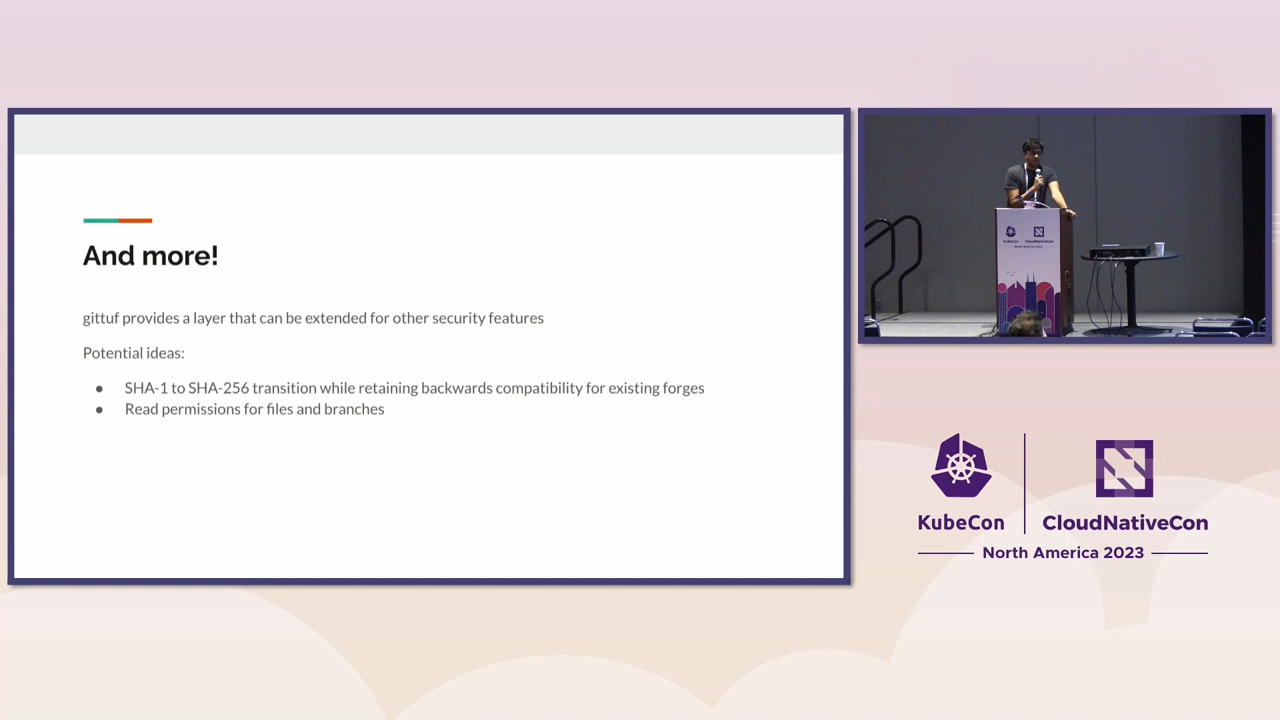 And more!
gittuf provides a layer that can be extended for other security features
Potential ideas:
● SHA-1 to SHA-256 transition while retaining backwards compatibility for existing forges
● Read permissions for files and branches
KubeCon CloudNativeCon
KubeCon
CloudNativeCon
North America 2023